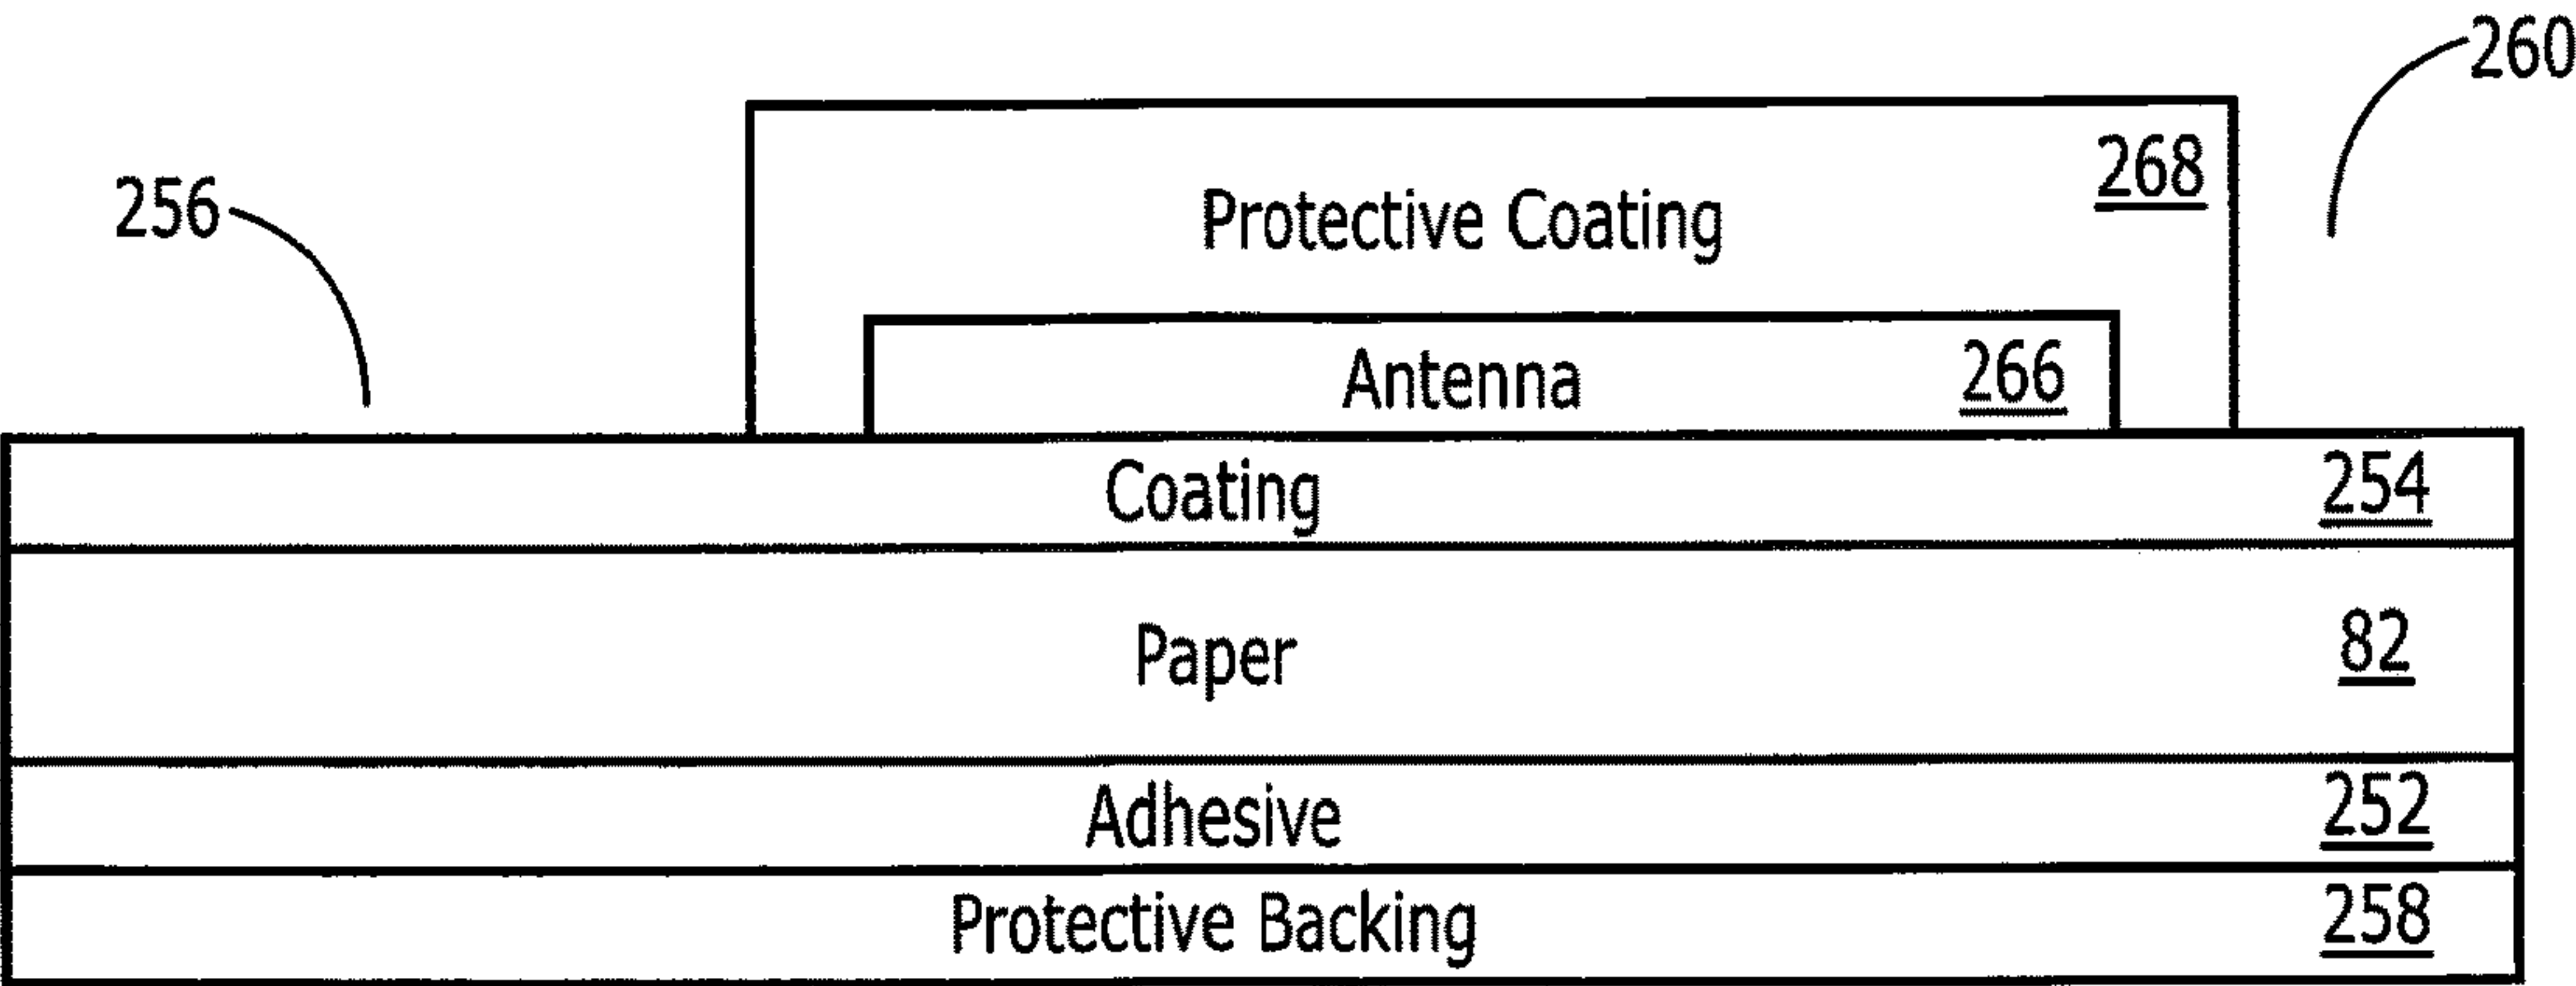 260
256
268
Protective Coating
Antenna 266
Coating 254
Paper 82
Adhesive 252
Protective Backing 258